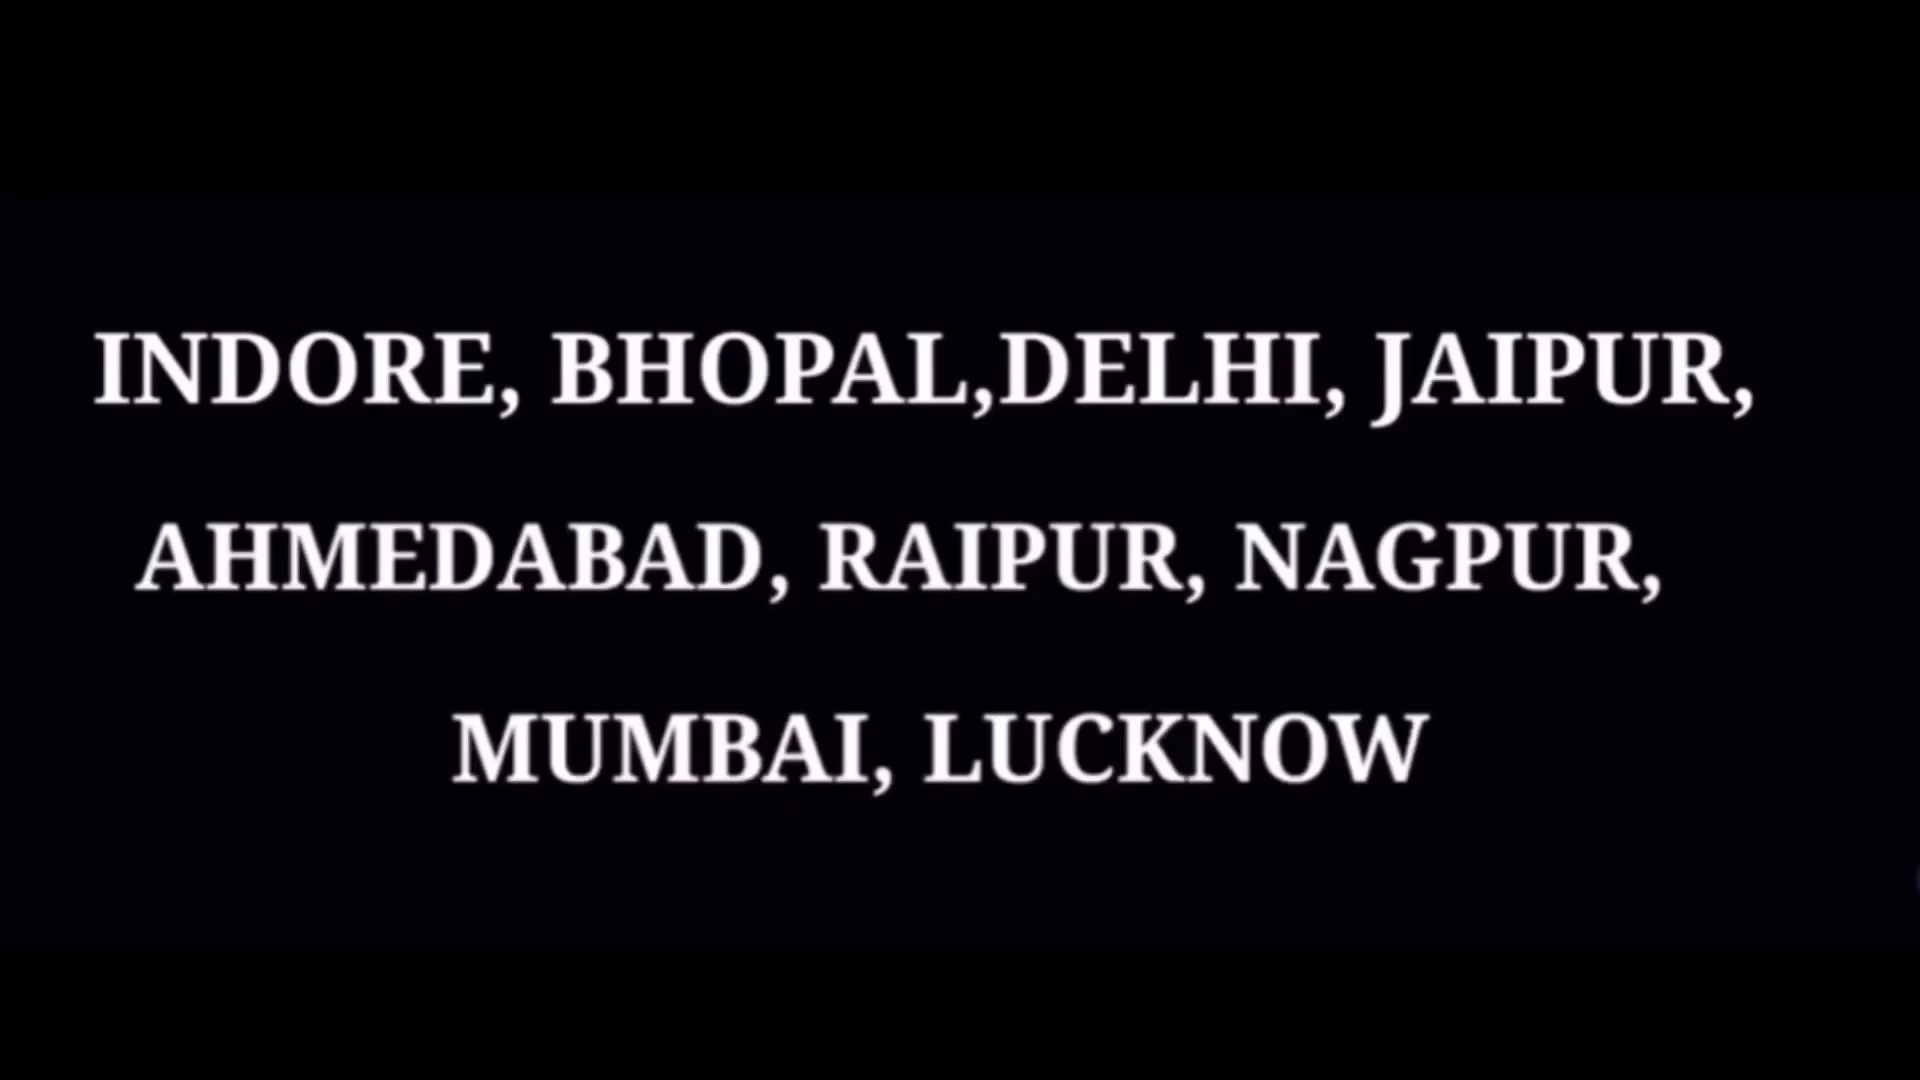 INDORE, BHOPAL,DELHI, JAIPUR,
AHMEDABAD, RAIPUR, NAGPUR,
MUMBAI, LUCKNOW